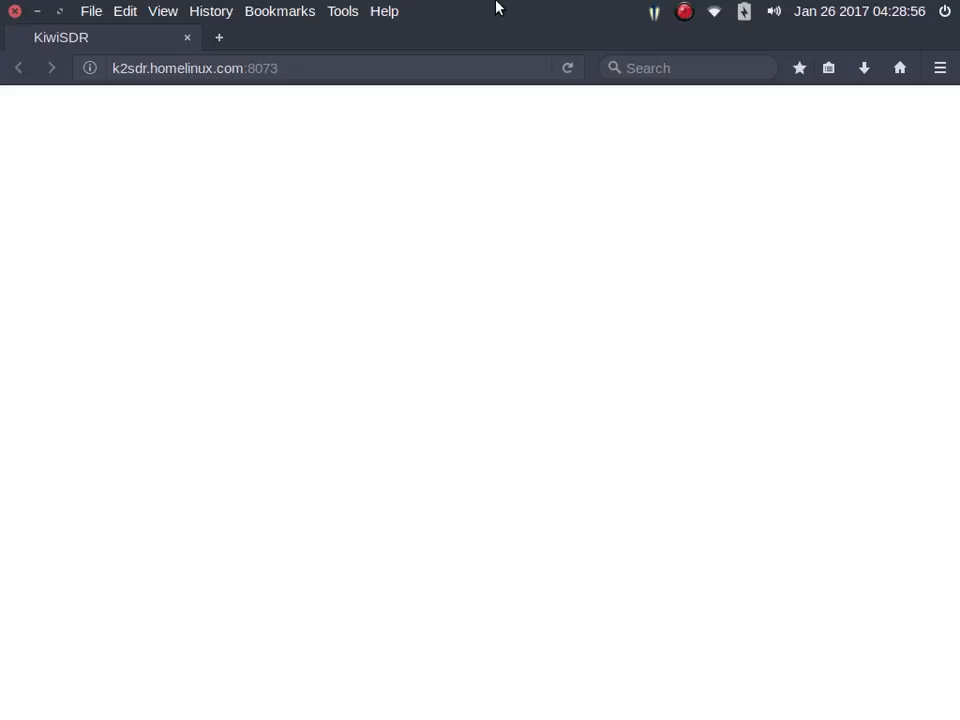 File Edit View History Bookmarks Tools Help Jan 26 2017 04:28:56
KiwiSDR
k2sdr.homelinux.com:8073 Search